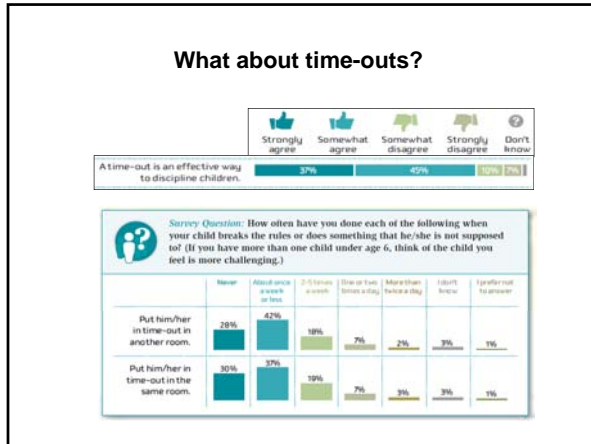 What about time-outs?
Strongly agree
Somewhat agree
Somewhat disagree
Strongly disagree
Don't know
A time-out is an effective way
to discipline children.
37% 45% 10% 7%
Survey Question: How often have you done each of the following when
your child breaks the rules or does something that he/she is not supposed
to? (If you have more than one child under age 6, think of the child you
feel is more challenging.)
Never
About once a week or less
2-5 times a week
One or two times a day
More than twice a day
I don't know
I prefer not to answer
Put him/her
in time-out in
another room.
28% 42% 18% 7% 2% 3% 1%
Put him/her in
time-out in the
same room.
30% 37% 19% 7% 3% 3% 1%